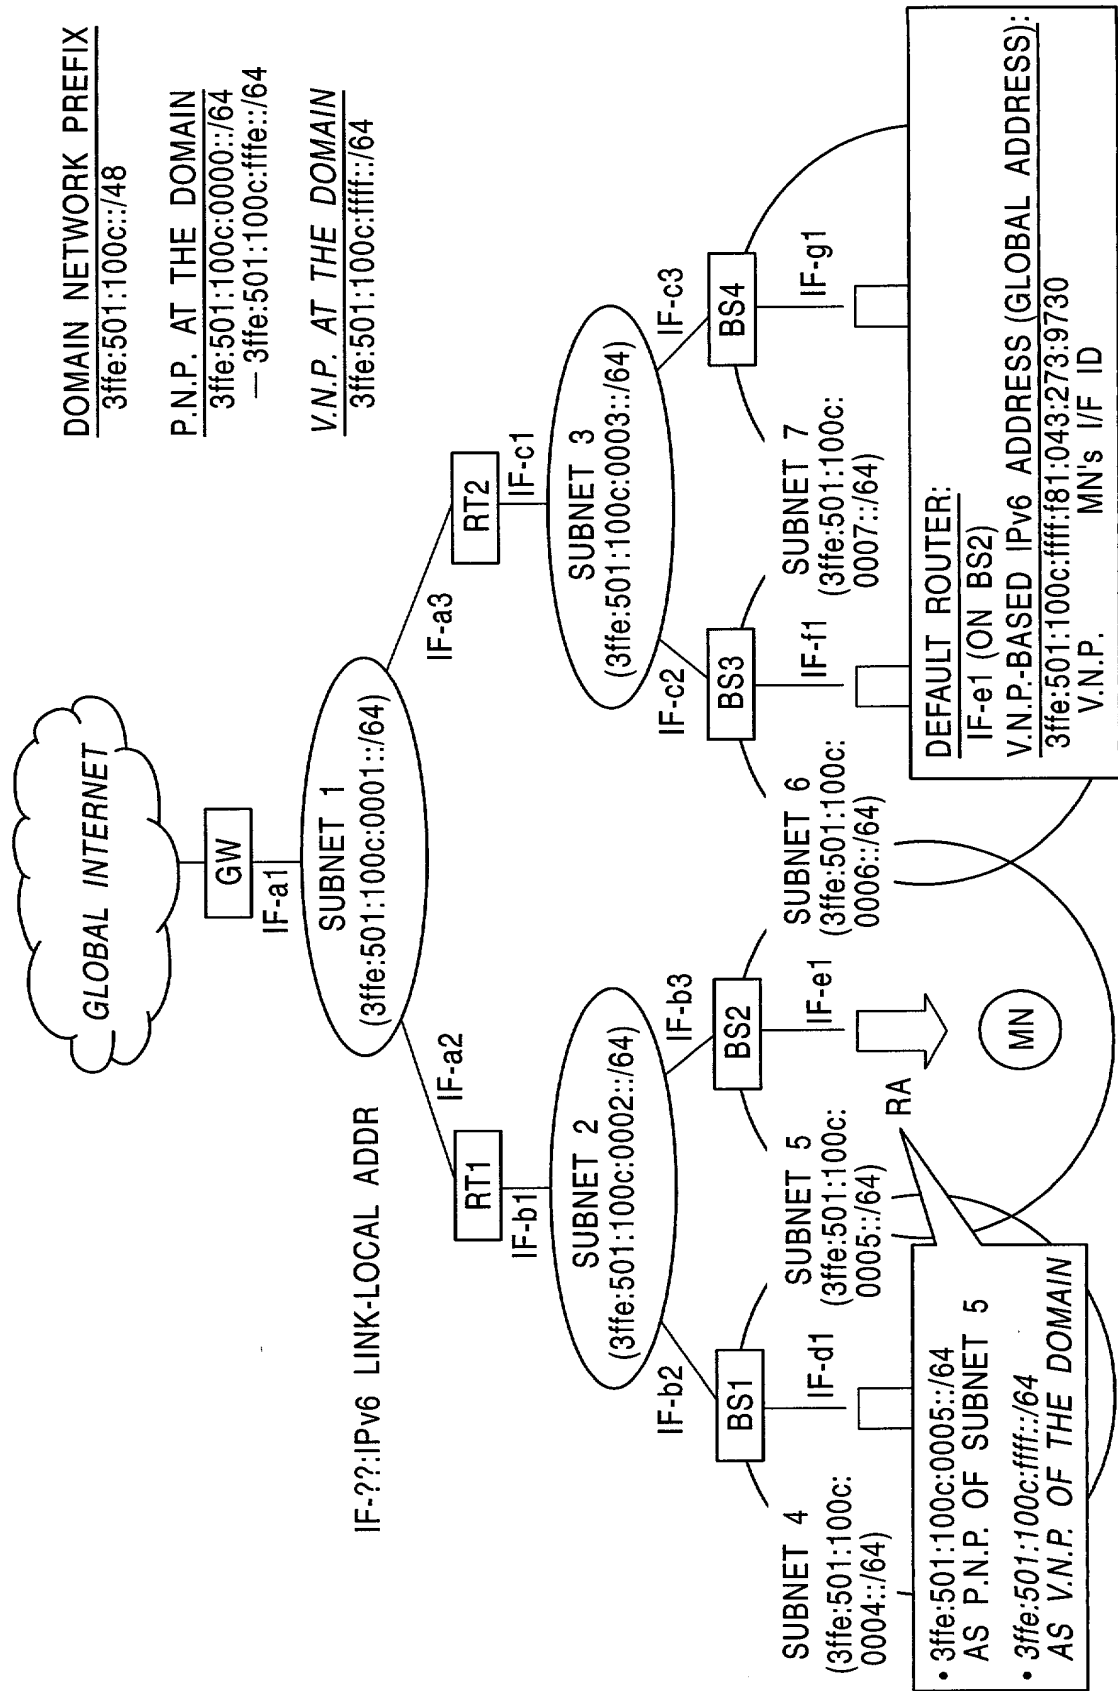 DOMAIN NETWORK PREFIX
3ffe:501:100c::/48
P.N.P. AT THE DOMAIN
3ffe:501:100c:0000::/64
— 3ffe:501:100c:fffe::/64
V.N.P. AT THE DOMAIN
3ffe:501:100c:ffff::/64
GLOBAL INTERNET
GW
IF-a1
SUBNET 1
(3ffe:501:100c:0001::/64)
IF-??:IPv6 LINK-LOCAL ADDR
IF-a2
IF-a3
RT1
RT2
IF-b1
IF-c1
SUBNET 2
(3ffe:501:100c:0002::/64)
SUBNET 3
(3ffe:501:100c:0003::/64)
IF-b2
IF-b3
IF-c2
IF-c3
BS1
BS2
BS3
BS4
IF-d1
IF-e1
IF-f1
IF-g1
SUBNET 4
(3ffe:501:100c:
0004::/64)
SUBNET 5
(3ffe:501:100c:
0005::/64)
SUBNET 6
(3ffe:501:100c:
0006::/64)
SUBNET 7
(3ffe:501:100c:
0007::/64)
RA
MN
• 3ffe:501:100c:0005::/64
AS P.N.P. OF SUBNET 5
• 3ffe:501:100c:ffff::/64
AS V.N.P. OF THE DOMAIN
DEFAULT ROUTER:
IF-e1 (ON BS2)
V.N.P.-BASED IPv6 ADDRESS (GLOBAL ADDRESS):
3ffe:501:100c:ffff:f81:043:273:9730
V.N.P. MN's I/F ID